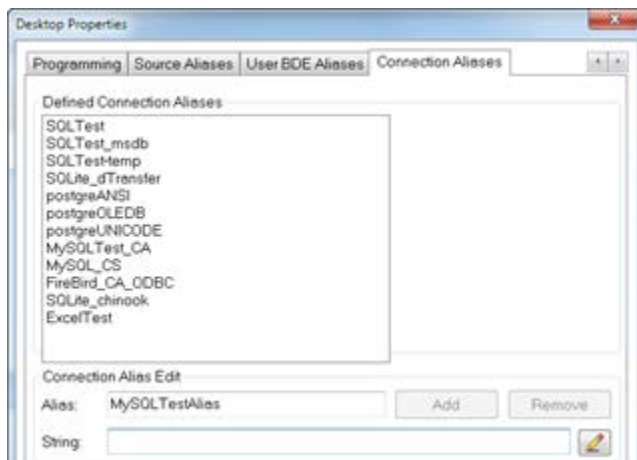 Desktop Properties
Programming Source Aliases User BDE Aliases Connection Aliases
Defined Connection Aliases
SQLTest
SQLTest_msdb
SQLTesttemp
SQLite_dTransfer
postgreANSI
postgreOLEDB
postgreUNICODE
MySQLTest_CA
MySQL_CS
FireBird_CA_ODBC
SQLite_chinook
ExcelTest
Connection Alias Edit
Alias: MySQLTestAlias Add Remove
String: